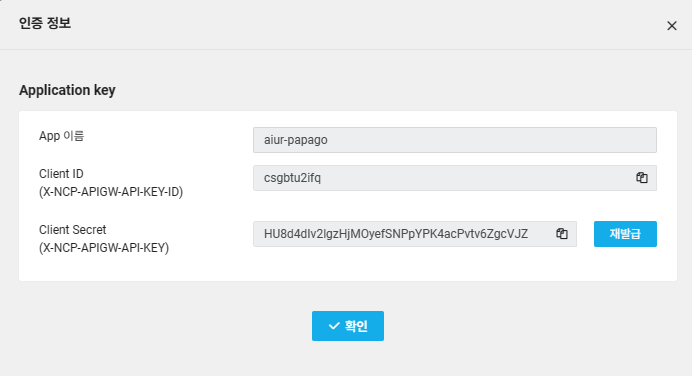 인증 정보
Application key
App 이름
aiur-papago
Client ID
(X-NCP-APIGW-API-KEY-ID)
csgbtu2ifq
Client Secret
(X-NCP-APIGW-API-KEY)
HU8d4dIv2lgzHjMOyefSNPpYPK4acPvtv6ZgcVJZ
재발급
확인